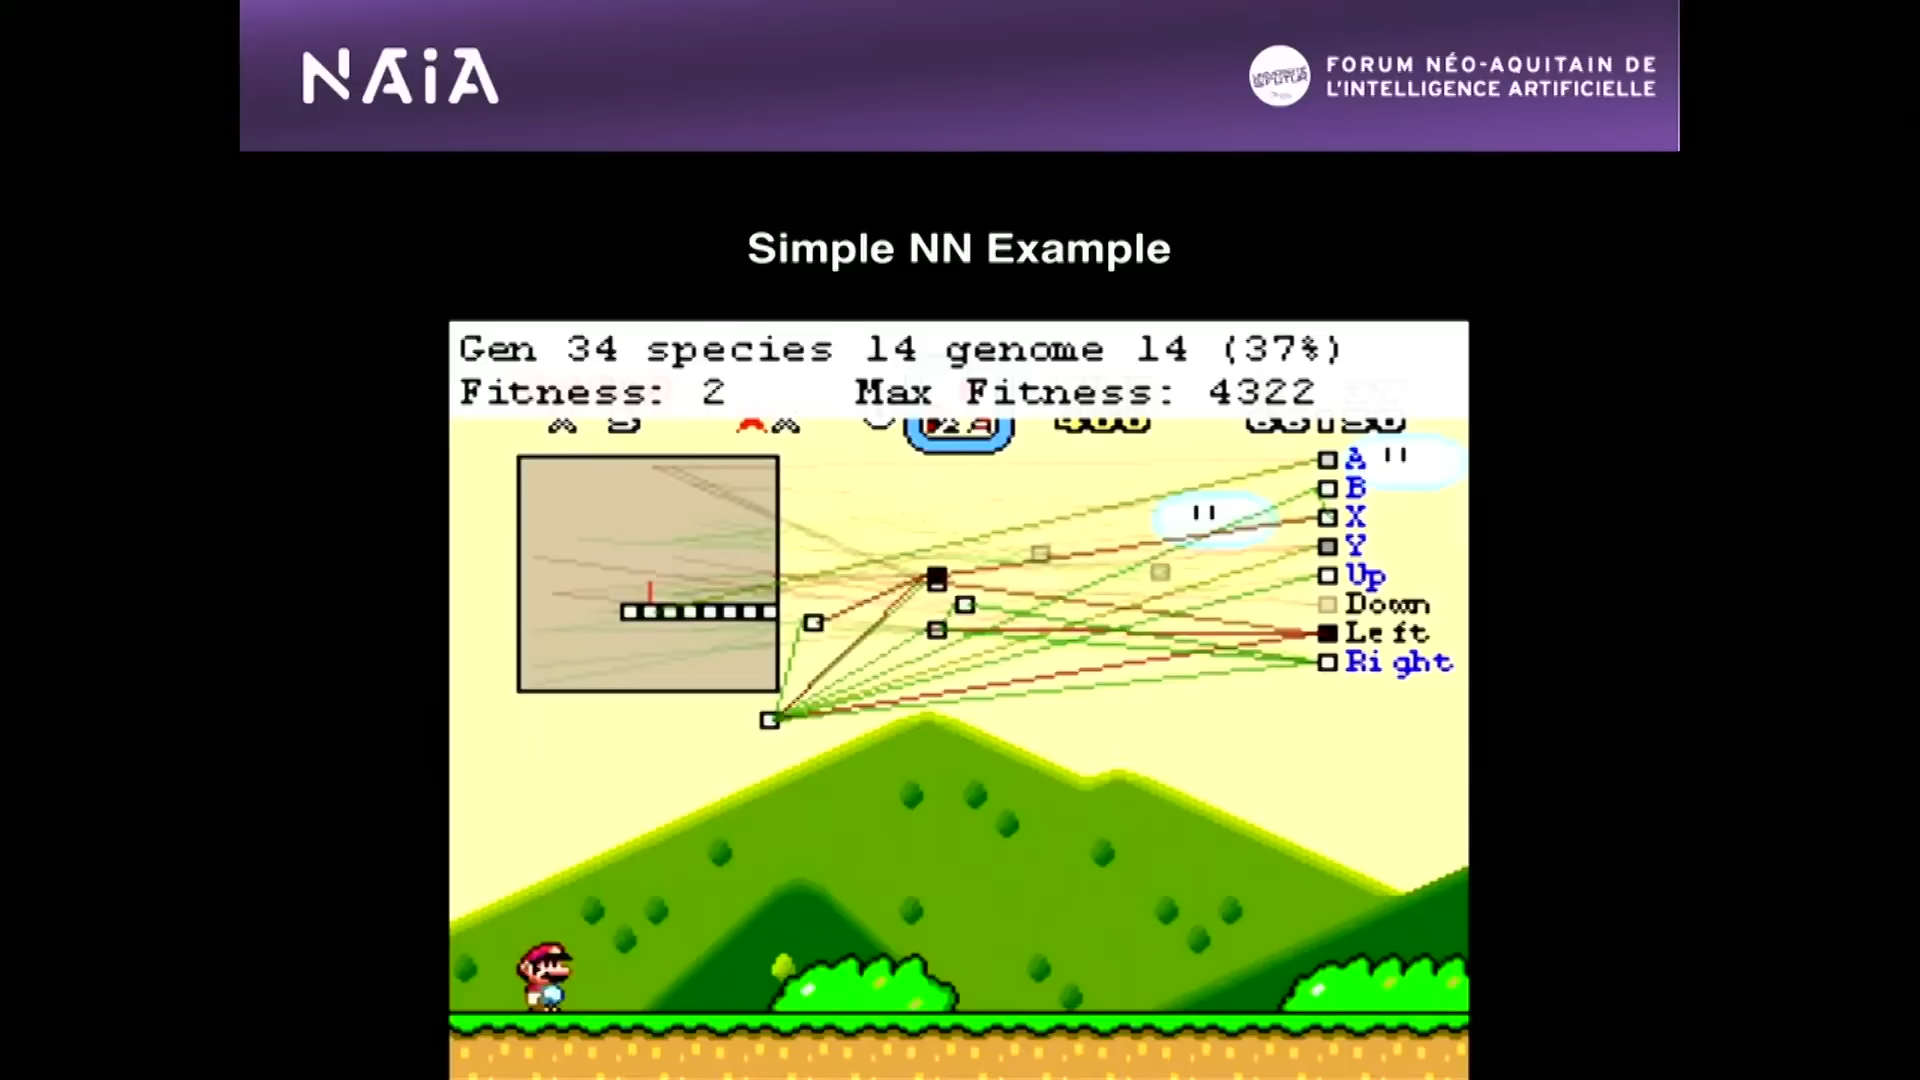 NAIA
FORUM NÉO-AQUITAIN DE
L'INTELLIGENCE ARTIFICIELLE
Simple NN Example
Gen 34 species 14 genome 14 (37%)
Fitness: 2 Max Fitness: 4322
A
B
X
Y
Up
Down
Left
Right